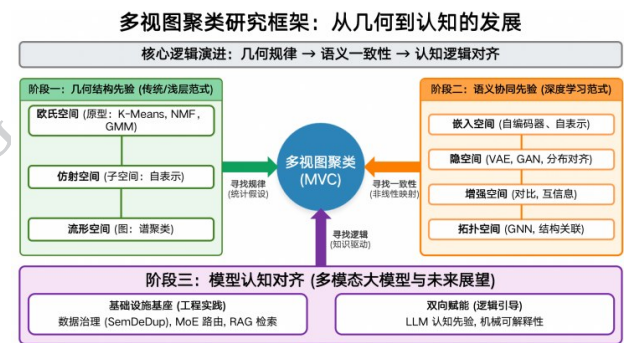 多视图聚类研究框架：从几何到认知的发展
核心逻辑演进：几何规律 → 语义一致性 → 认知逻辑对齐
阶段一：几何结构先验 (传统/浅层范式)
欧氏空间 (原型：K-Means, NMF,
GMM)
仿射空间 (子空间：自表示)
流形空间 (图：谱聚类)
寻找规律
(统计假设)
多视图聚类
(MVC)
寻找一致性
(非线性映射)
寻找逻辑
(知识驱动)
阶段二：语义协同先验 (深度学习范式)
嵌入空间 (自编码器、自表示)
隐空间 (VAE, GAN, 分布对齐)
增强空间 (对比, 互信息)
拓扑空间 (GNN, 结构关联)
阶段三：模型认知对齐 (多模态大模型与未来展望)
基础设施基座 (工程实践)
数据治理 (SemDeDup), MoE 路由, RAG 检索
双向赋能 (逻辑引导)
LLM 认知先验, 机械可解释性